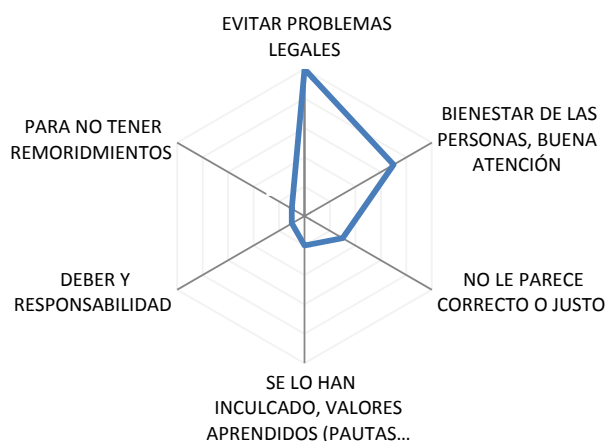 EVITAR PROBLEMAS
LEGALES
BIENESTAR DE LAS
PERSONAS, BUENA
ATENCIÓN
NO LE PARECE
CORRECTO O JUSTO
SE LO HAN
INCULCADO, VALORES
APRENDIDOS (PAUTAS…
DEBER Y
RESPONSABILIDAD
PARA NO TENER
REMORIDMIENTOS